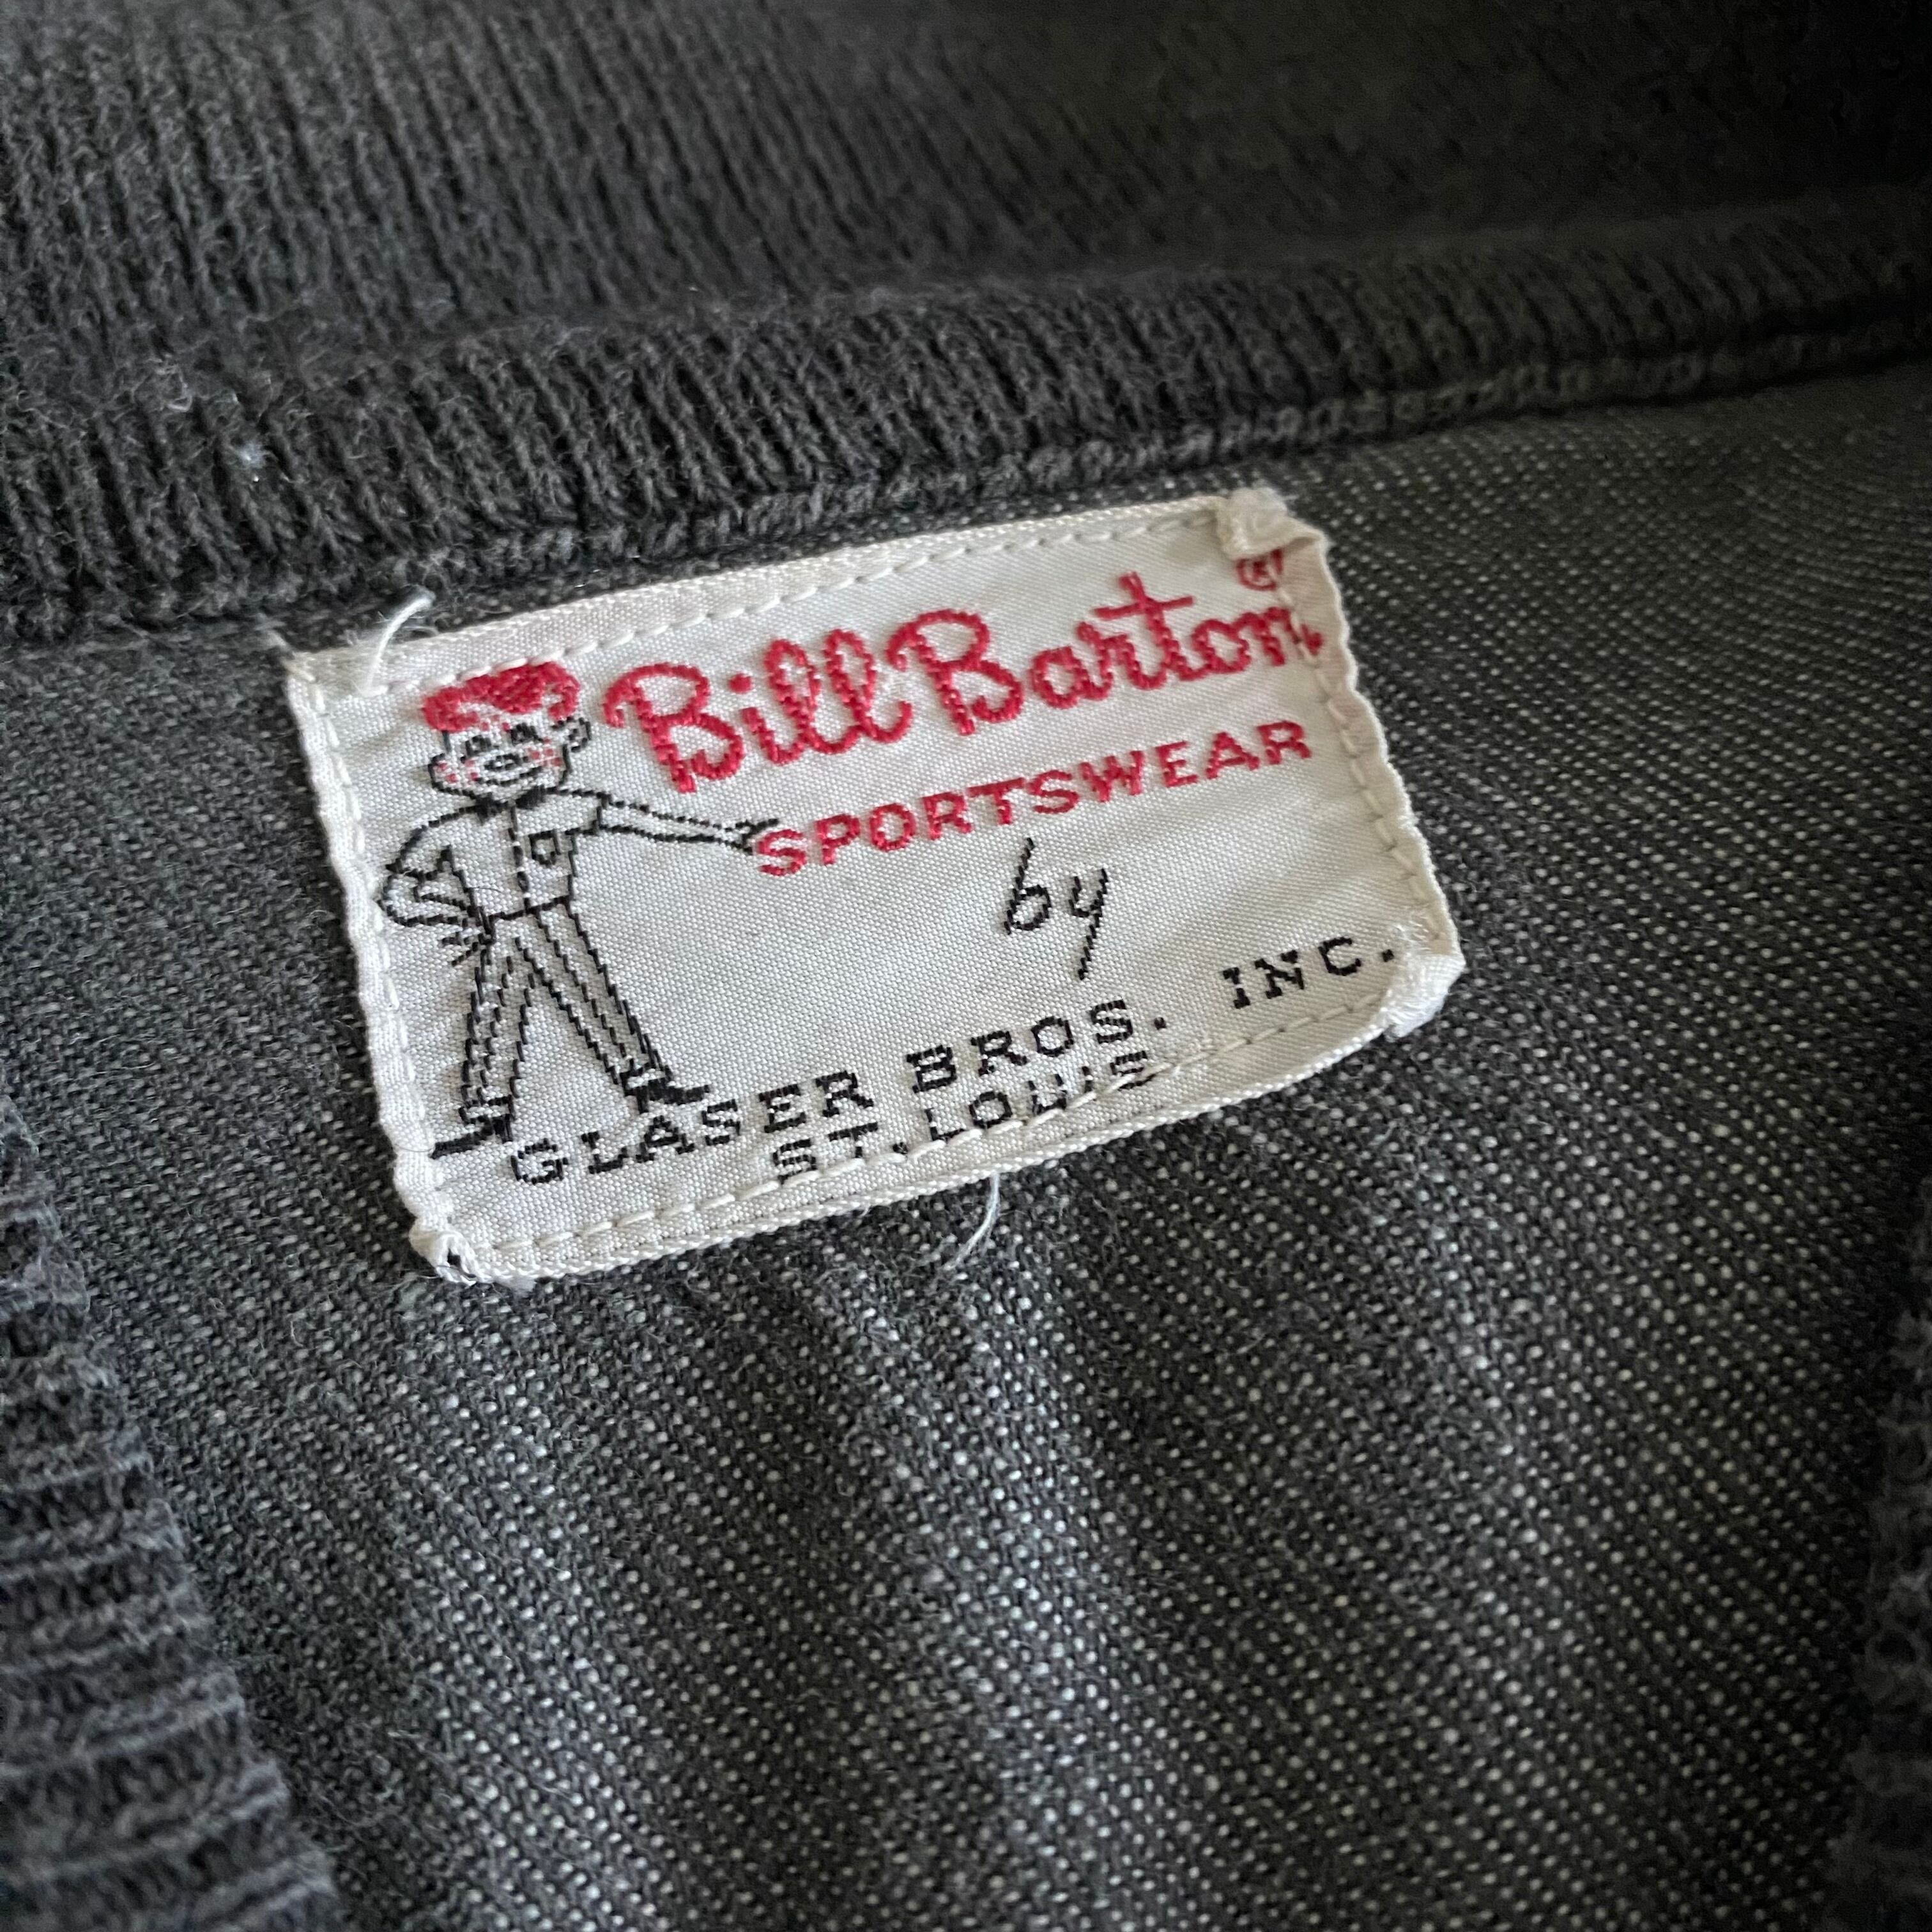 Bill Barton ®
SPORTSWEAR
by
GLASER BROS. INC.
ST. LOUIS